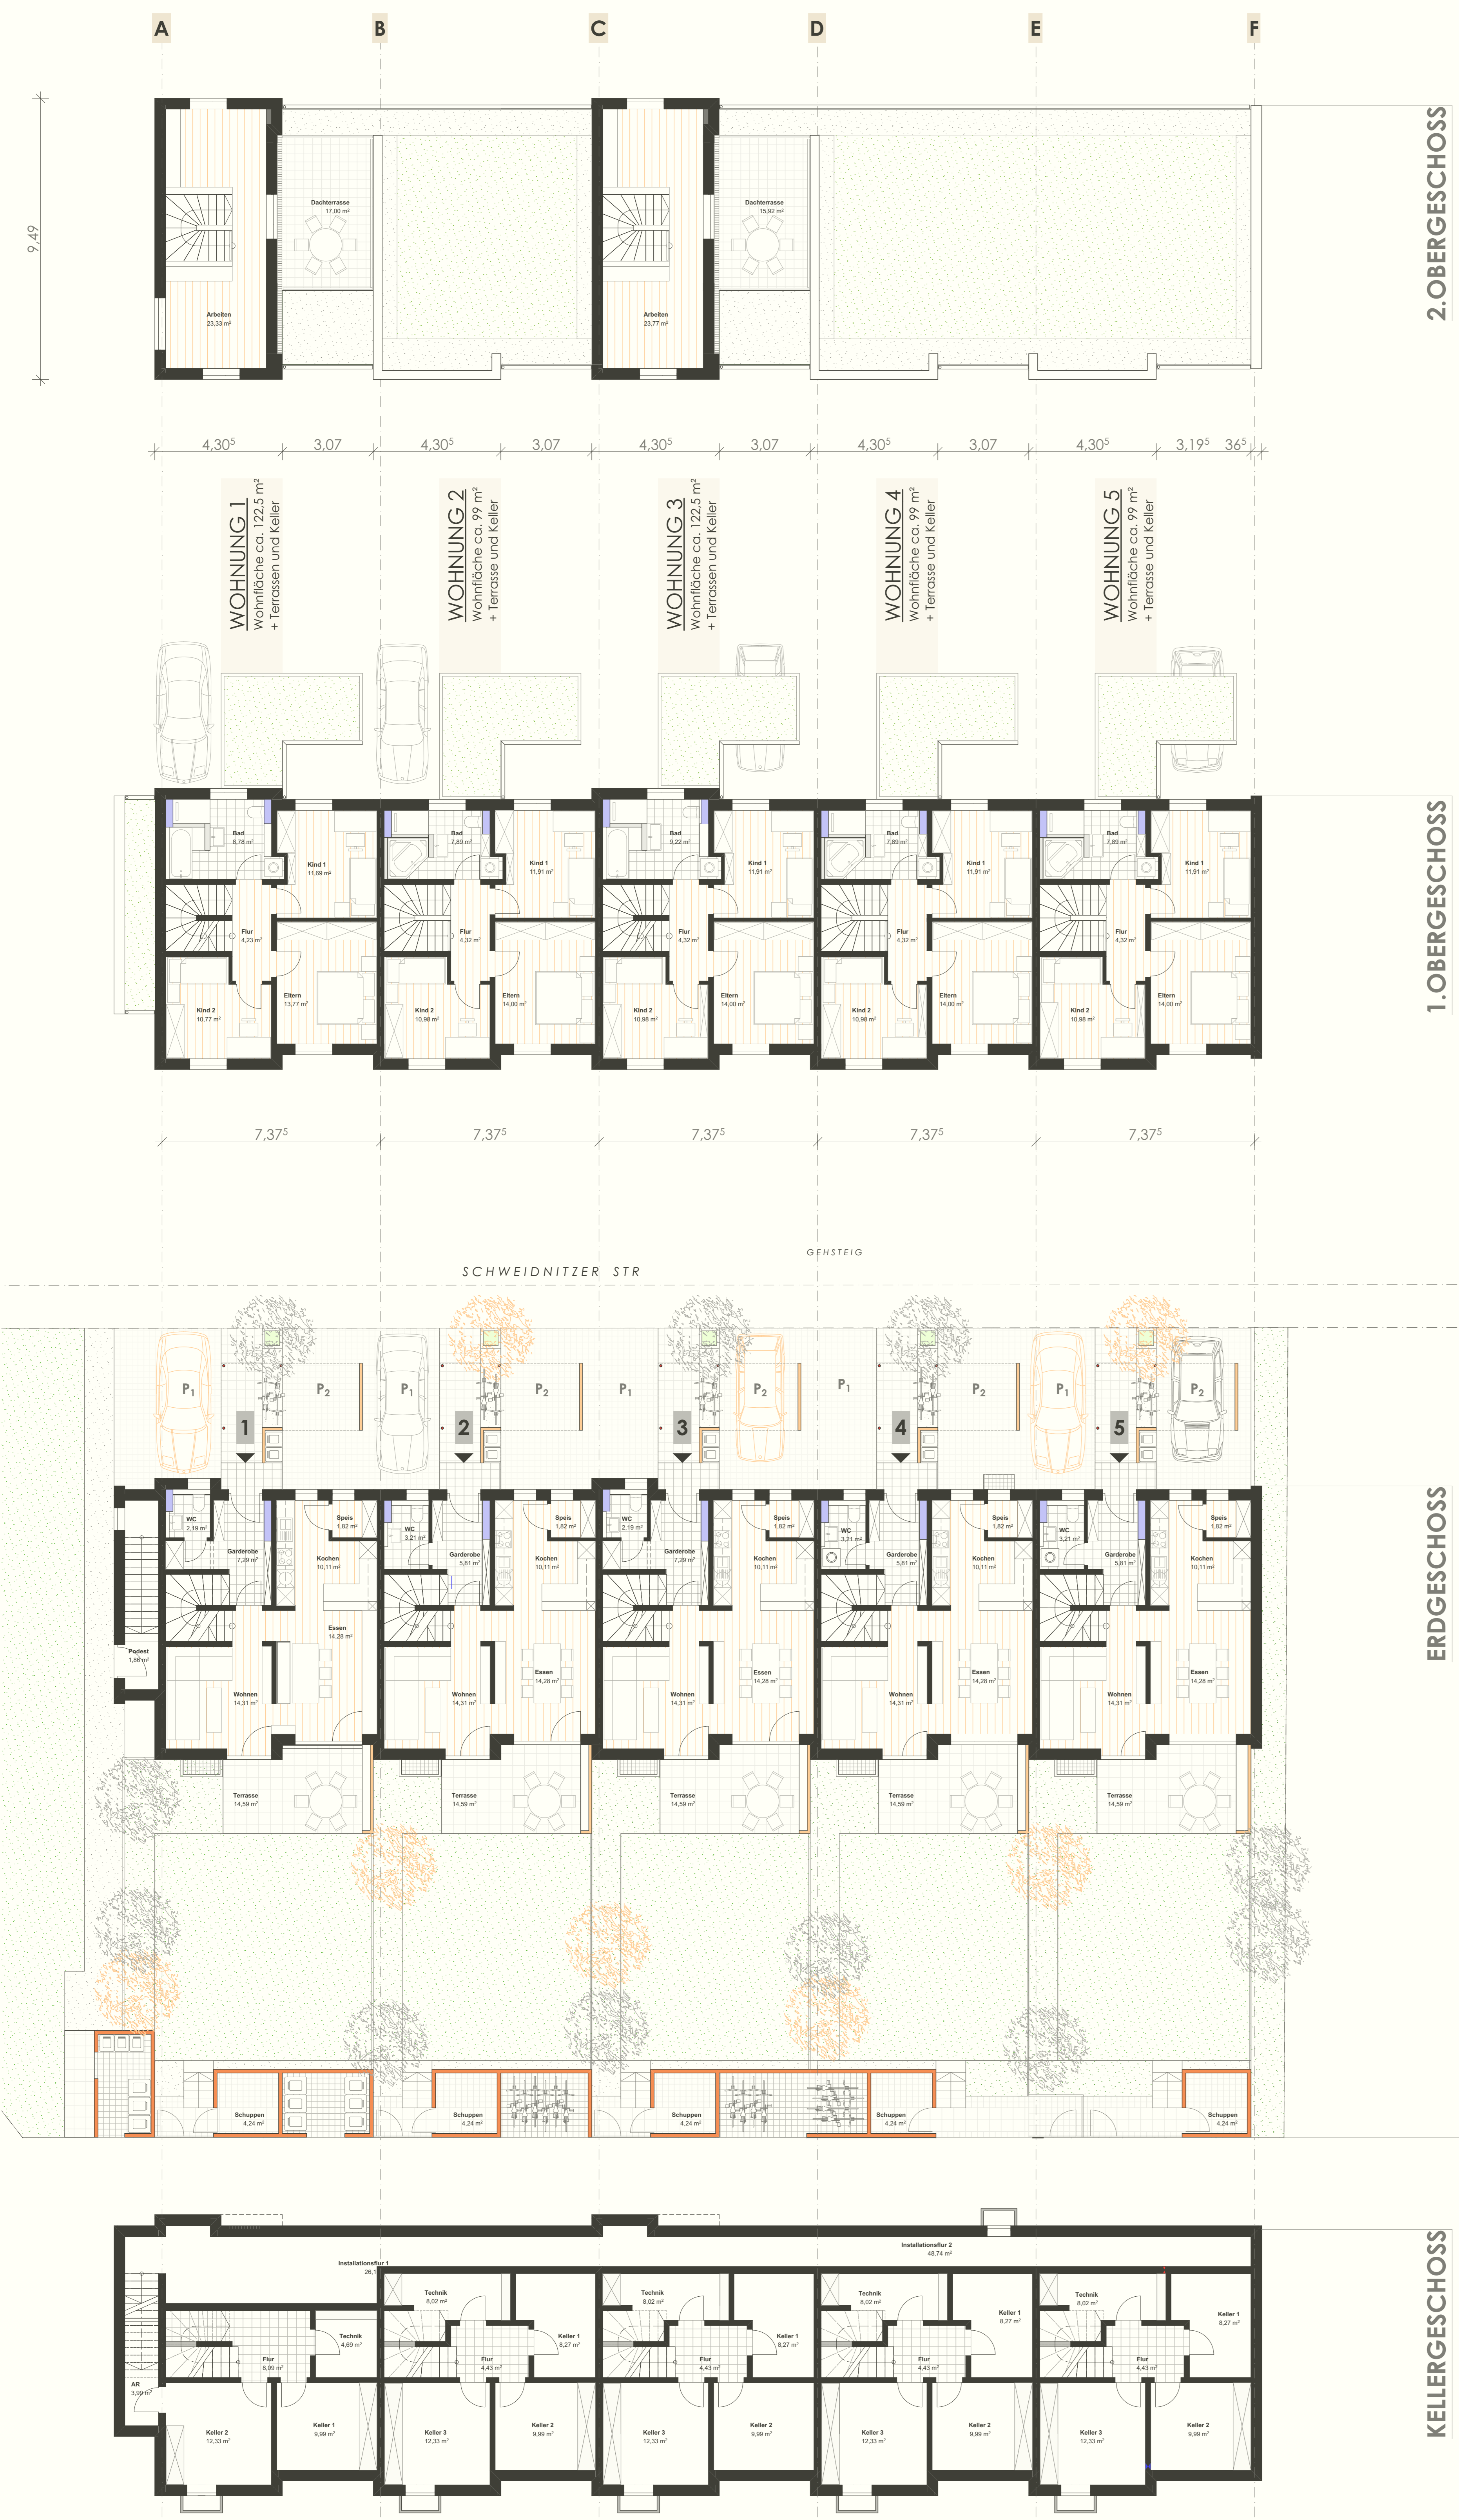 A
B
C
D
E
F
2.OBERGESCHOSS
9,49
Dachterrasse
17,00 m²
Dachterrasse
15,92 m²
Arbeiten
23,33 m²
Arbeiten
23,77 m²
4,30⁵
3,07
4,30⁵
3,07
4,30⁵
3,07
4,30⁵
3,07
4,30⁵
3,19⁵
36⁵
WOHNUNG 1
Wohnfläche ca. 122,5 m²
+ Terrassen und Keller
WOHNUNG 2
Wohnfläche ca. 99 m²
+ Terrasse und Keller
WOHNUNG 3
Wohnfläche ca. 122,5 m²
+ Terrassen und Keller
WOHNUNG 4
Wohnfläche ca. 99 m²
+ Terrasse und Keller
WOHNUNG 5
Wohnfläche ca. 99 m²
+ Terrasse und Keller
1.OBERGESCHOSS
Bad
8,78 m²
Kind 1
11,69 m²
Flur
4,23 m²
Eltern
13,77 m²
Kind 2
10,77 m²
Bad
7,89 m²
Kind 1
11,91 m²
Flur
4,32 m²
Eltern
14,00 m²
Kind 2
10,98 m²
Bad
9,22 m²
Kind 1
11,91 m²
Flur
4,32 m²
Eltern
14,00 m²
Kind 2
10,98 m²
Bad
7,89 m²
Kind 1
11,91 m²
Flur
4,32 m²
Eltern
14,00 m²
Kind 2
10,98 m²
Bad
7,89 m²
Kind 1
11,91 m²
Flur
4,32 m²
Eltern
14,00 m²
Kind 2
10,98 m²
7,37⁵
7,37⁵
7,37⁵
7,37⁵
7,37⁵
GEHSTEIG
SCHWEIDNITZER STR
ERDGESCHOSS
P1
P2
P1
P2
P1
P2
P1
P2
P1
P2
1
2
3
4
5
Podest
1,86 m²
WC
2,19 m²
Garderobe
7,29 m²
Speis
1,82 m²
Kochen
10,11 m²
Essen
14,28 m²
Wohnen
14,31 m²
Terrasse
14,59 m²
WC
3,21 m²
Garderobe
5,81 m²
Speis
1,82 m²
Kochen
10,11 m²
Essen
14,28 m²
Wohnen
14,31 m²
Terrasse
14,59 m²
WC
2,19 m²
Garderobe
7,29 m²
Speis
1,82 m²
Kochen
10,11 m²
Essen
14,28 m²
Wohnen
14,31 m²
Terrasse
14,59 m²
WC
3,21 m²
Garderobe
5,81 m²
Speis
1,82 m²
Kochen
10,11 m²
Essen
14,28 m²
Wohnen
14,31 m²
Terrasse
14,59 m²
WC
3,21 m²
Garderobe
5,81 m²
Speis
1,82 m²
Kochen
10,11 m²
Essen
14,28 m²
Wohnen
14,31 m²
Terrasse
14,59 m²
Schuppen
4,24 m²
Schuppen
4,24 m²
Schuppen
4,24 m²
Schuppen
4,24 m²
Schuppen
4,24 m²
KELLERGESCHOSS
Installationsflur 1
26,1
Installationsflur 2
48,74 m²
AR
3,99 m²
Technik
4,69 m²
Flur
8,09 m²
Keller 2
12,33 m²
Keller 1
9,99 m²
Technik
8,02 m²
Keller 1
8,27 m²
Flur
4,43 m²
Keller 3
12,33 m²
Keller 2
9,99 m²
Technik
8,02 m²
Keller 1
8,27 m²
Flur
4,43 m²
Keller 3
12,33 m²
Keller 2
9,99 m²
Technik
8,02 m²
Keller 1
8,27 m²
Flur
4,43 m²
Keller 3
12,33 m²
Keller 2
9,99 m²
Technik
8,02 m²
Keller 1
8,27 m²
Flur
4,43 m²
Keller 3
12,33 m²
Keller 2
9,99 m²